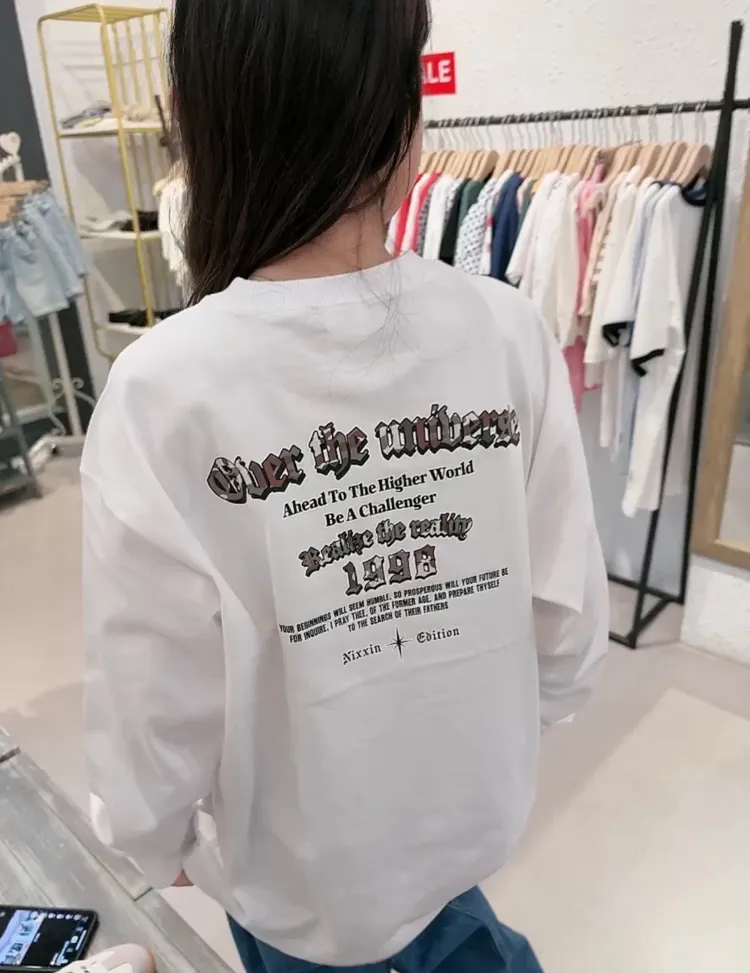 ALE
Over the universe
Ahead To The Higher World
Be A Challenger
Realize the reality
1998
YOUR BEGINNINGS WILL SEEM HUMBLE, SO PROSPEROUS WILL YOUR FUTURE BE
FOR INQUIRE, I PRAY THEE, OF THE FORMER AGE, AND PREPARE THYSELF
TO THE SEARCH OF THEIR FATHERS
Nixxin Edition